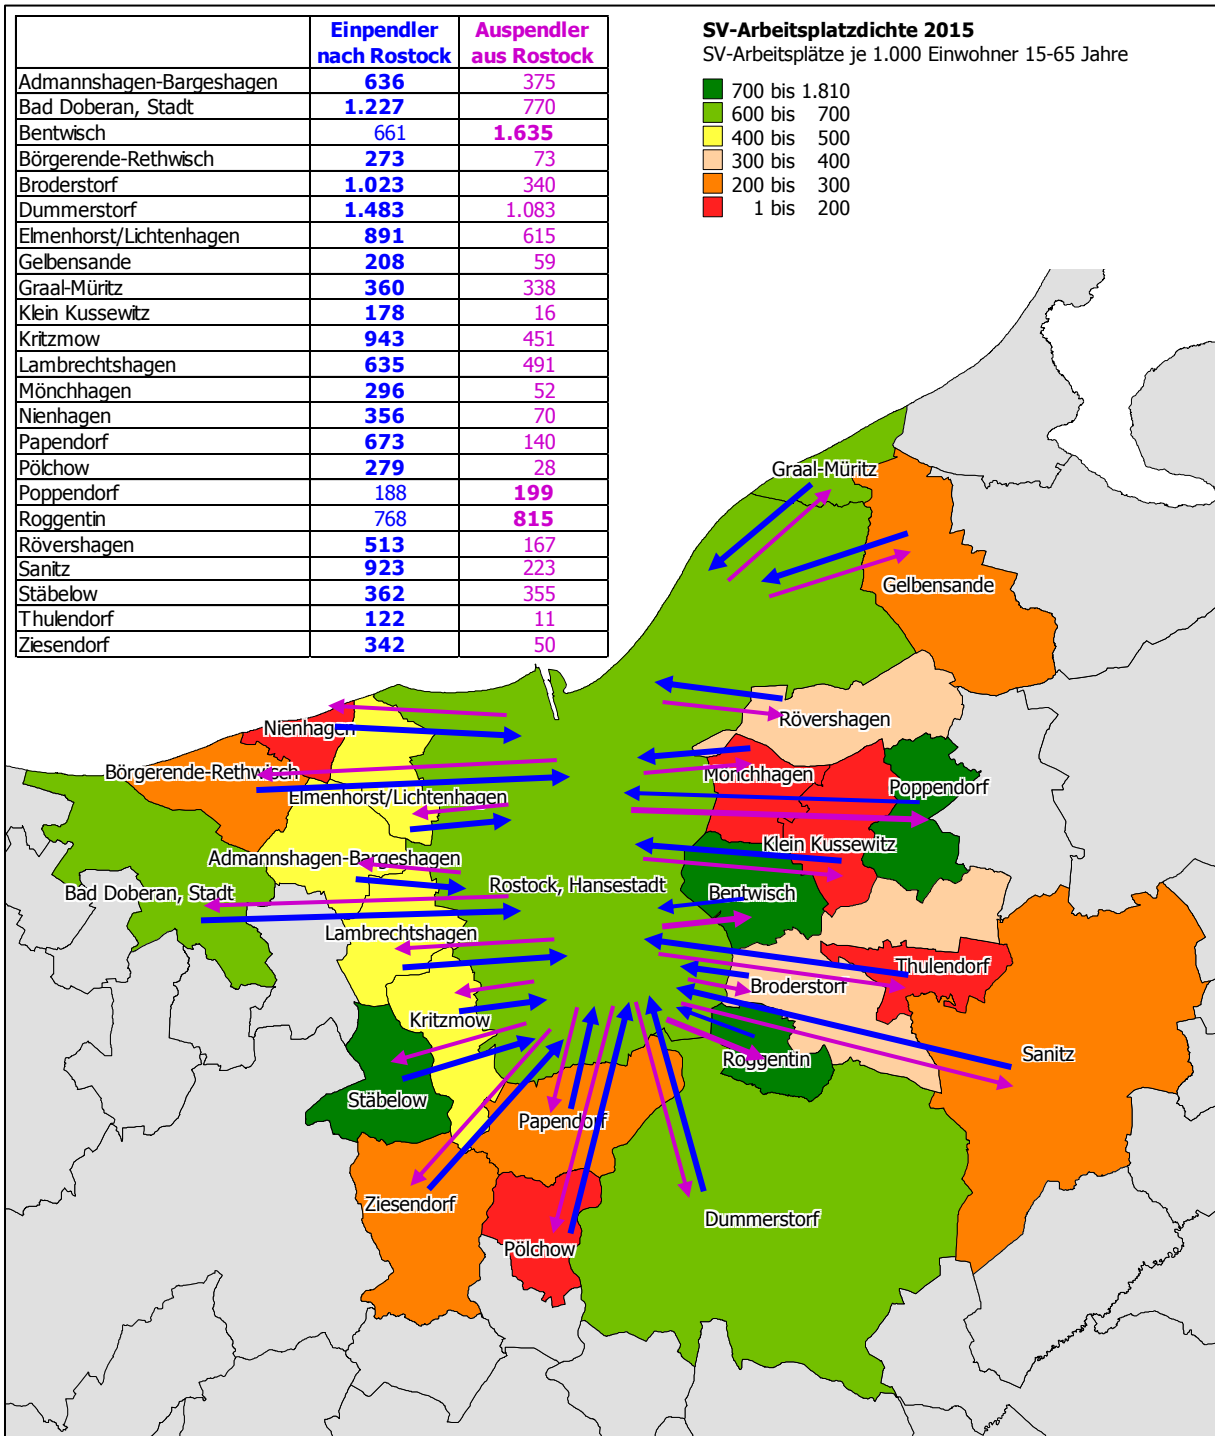 Einpendler nach Rostock Auspendler aus Rostock
Admannshagen-Bargeshagen 636 375
Bad Doberan, Stadt 1.227 770
Bentwisch 661 1.635
Börgerende-Rethwisch 273 73
Broderstorf 1.023 340
Dummerstorf 1.483 1.083
Elmenhorst/Lichtenhagen 891 615
Gelbensande 208 59
Graal-Müritz 360 338
Klein Kussewitz 178 16
Kritzmow 943 451
Lambrechtshagen 635 491
Mönchhagen 296 52
Nienhagen 356 70
Papendorf 673 140
Pölchow 279 28
Poppendorf 188 199
Roggentin 768 815
Rövershagen 513 167
Sanitz 923 223
Stäbelow 362 355
Thulendorf 122 11
Ziesendorf 342 50
SV-Arbeitsplatzdichte 2015
SV-Arbeitsplätze je 1.000 Einwohner 15-65 Jahre
700 bis 1.810
600 bis 700
400 bis 500
300 bis 400
200 bis 300
1 bis 200
Graal-Müritz
Gelbensande
Rövershagen
Nienhagen
Börgerende-Rethwisch
Mönchhagen
Poppendorf
Elmenhorst/Lichtenhagen
Klein Kussewitz
Admannshagen-Bargeshagen
Rostock, Hansestadt
Bad Doberan, Stadt
Bentwisch
Lambrechtshagen
Thulendorf
Broderstorf
Kritzmow
Sanitz
Roggentin
Stäbelow
Papendorf
Ziesendorf
Dummerstorf
Pölchow